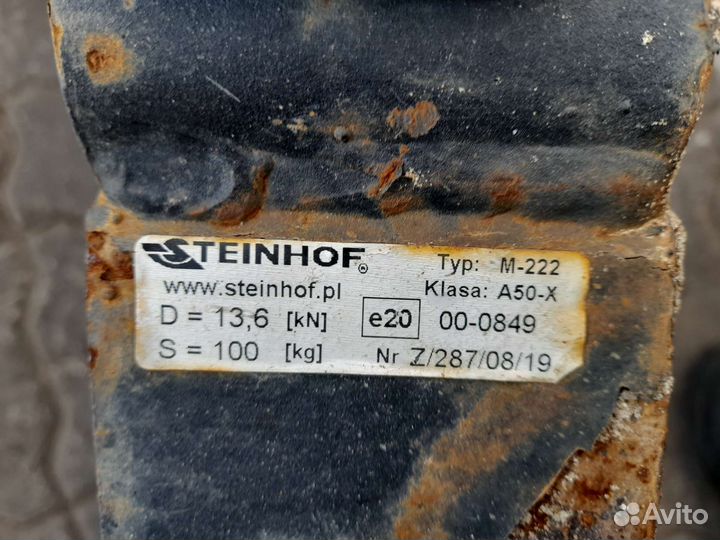 STEINHOF® Typ: M-222
www.steinhof.pl Klasa: A50-X
D = 13,6 [kN] e20 00-0849
S = 100 [kg] Nr Z/287/08/19
Avito